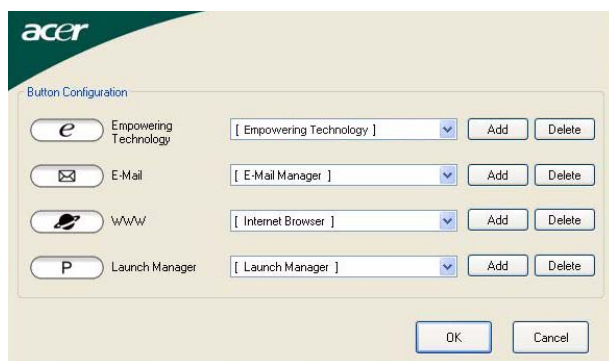 acer
Button Configuration
e Empowering Technology [ Empowering Technology ] Add Delete
E-Mail [ E-Mail Manager ] Add Delete
WWW [ Internet Browser ] Add Delete
P Launch Manager [ Launch Manager ] Add Delete
OK Cancel